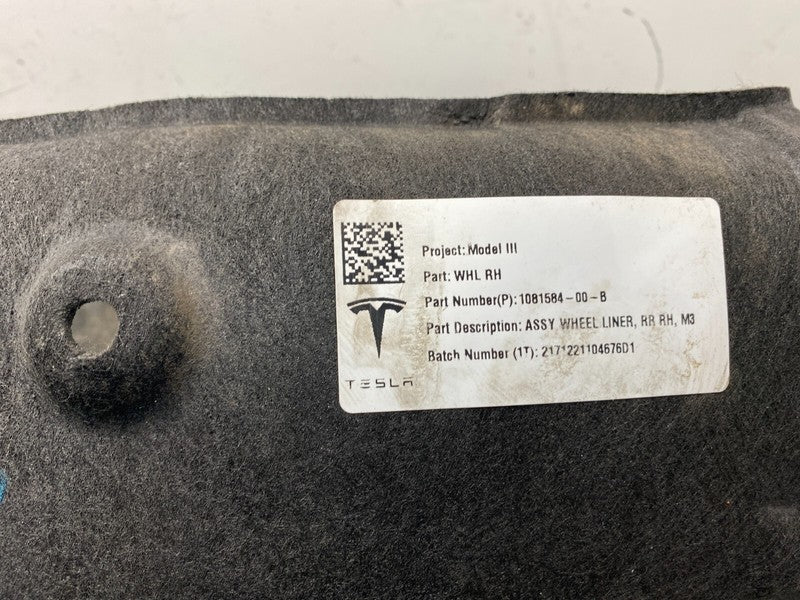 Project: Model III
Part: WHL RH
Part Number(P): 1081584-00-B
Part Description: ASSY WHEEL LINER, RR RH, M3
Batch Number (1T): 2171221104676D1
TESLA